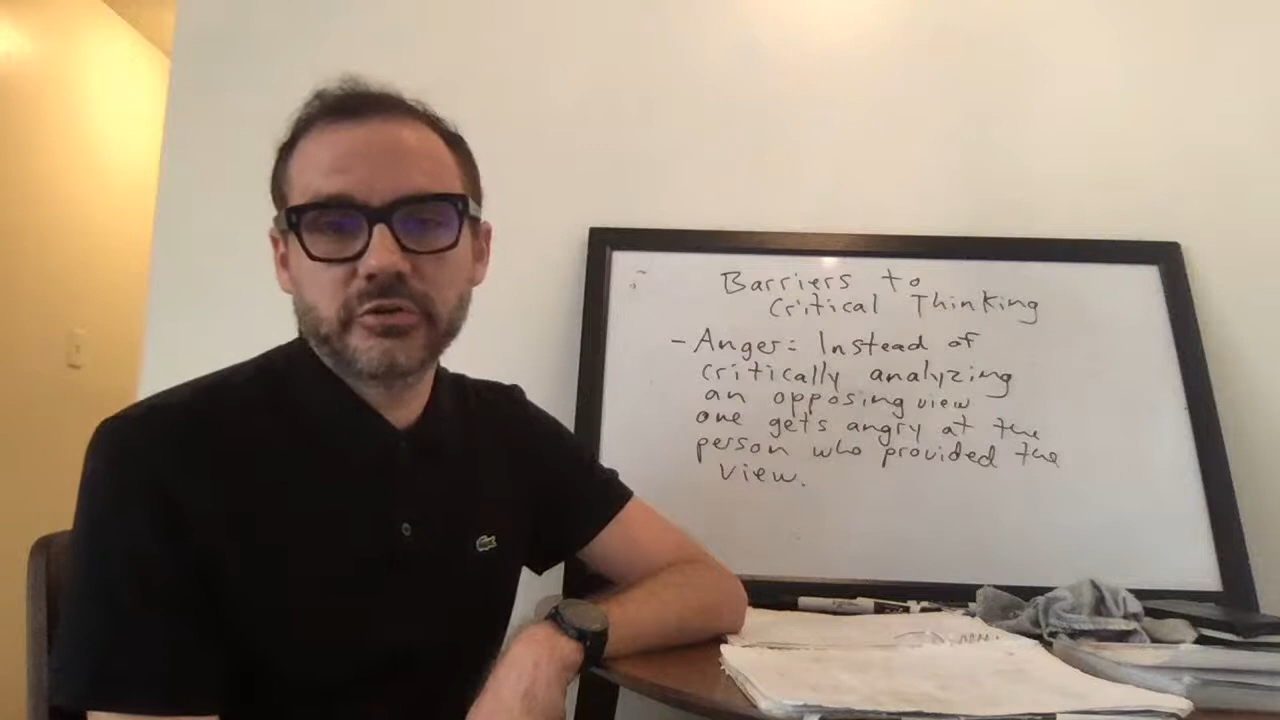 Barriers to
Critical Thinking
- Anger: Instead of
critically analyzing
an opposing view
one gets angry at the
person who provided the
view.